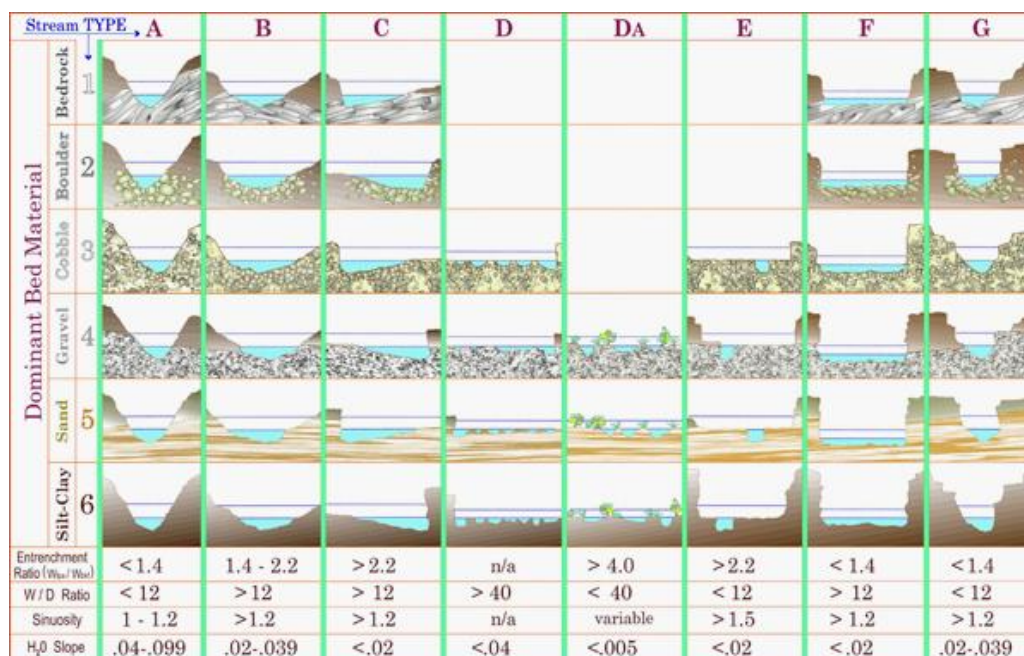 Stream TYPE A B C D DA E F G
Dominant Bed Material
Bedrock 1
Boulder 2
Cobble 3
Gravel 4
Sand 5
Silt-Clay 6
Entrenchment <1.4 1.4 - 2.2 >2.2 n/a > 4.0 >2.2 < 1.4 <1.4
Ratio
W/D Ratio < 12 >12 > 12 > 40 < 40 <12 > 12 <12
Sinuosity 1 - 1.2 >1.2 >1.2 n/a variable >1.5 >1.2 >1.2
H₂0 Slope .04-.099 .02-.039 <.02 <.04 <.005 <.02 <.02 .02-.039